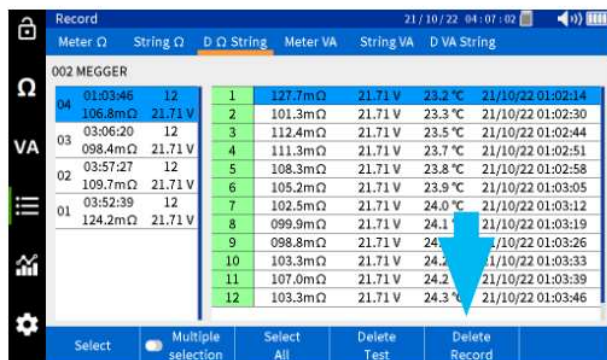 Record 21/10/22 04:07:02
Meter Ω String Ω D Ω String Meter VA String VA D VA String
002 MEGGER
Ω
VA
04 01:03:46 12
106.8mΩ 21.71 V
03 03:06:20 12
098.4mΩ 21.71 V
02 03:57:27 12
109.7mΩ 21.71 V
01 03:52:39 12
124.2mΩ 21.71 V
1 127.7mΩ 21.71 V 23.2 °C 21/10/22 01:02:14
2 101.3mΩ 21.71 V 23.3 °C 21/10/22 01:02:30
3 112.4mΩ 21.71 V 23.5 °C 21/10/22 01:02:44
4 111.3mΩ 21.71 V 23.7 °C 21/10/22 01:02:51
5 108.3mΩ 21.71 V 23.8 °C 21/10/22 01:02:58
6 105.2mΩ 21.71 V 23.9 °C 21/10/22 01:03:05
7 102.5mΩ 21.71 V 24.0 °C 21/10/22 01:03:12
8 099.9mΩ 21.71 V 24.1 21/10/22 01:03:19
9 098.8mΩ 21.71 V /10/22 01:03:26
10 103.3mΩ 21.71 V 24.2 /10/22 01:03:33
11 107.0mΩ 21.71 V 24.2 /10/22 01:03:39
12 103.3mΩ 21.71 V 24.3 °C 21/10/22 01:03:46
Select Multiple selection Select All Delete Test Delete Record